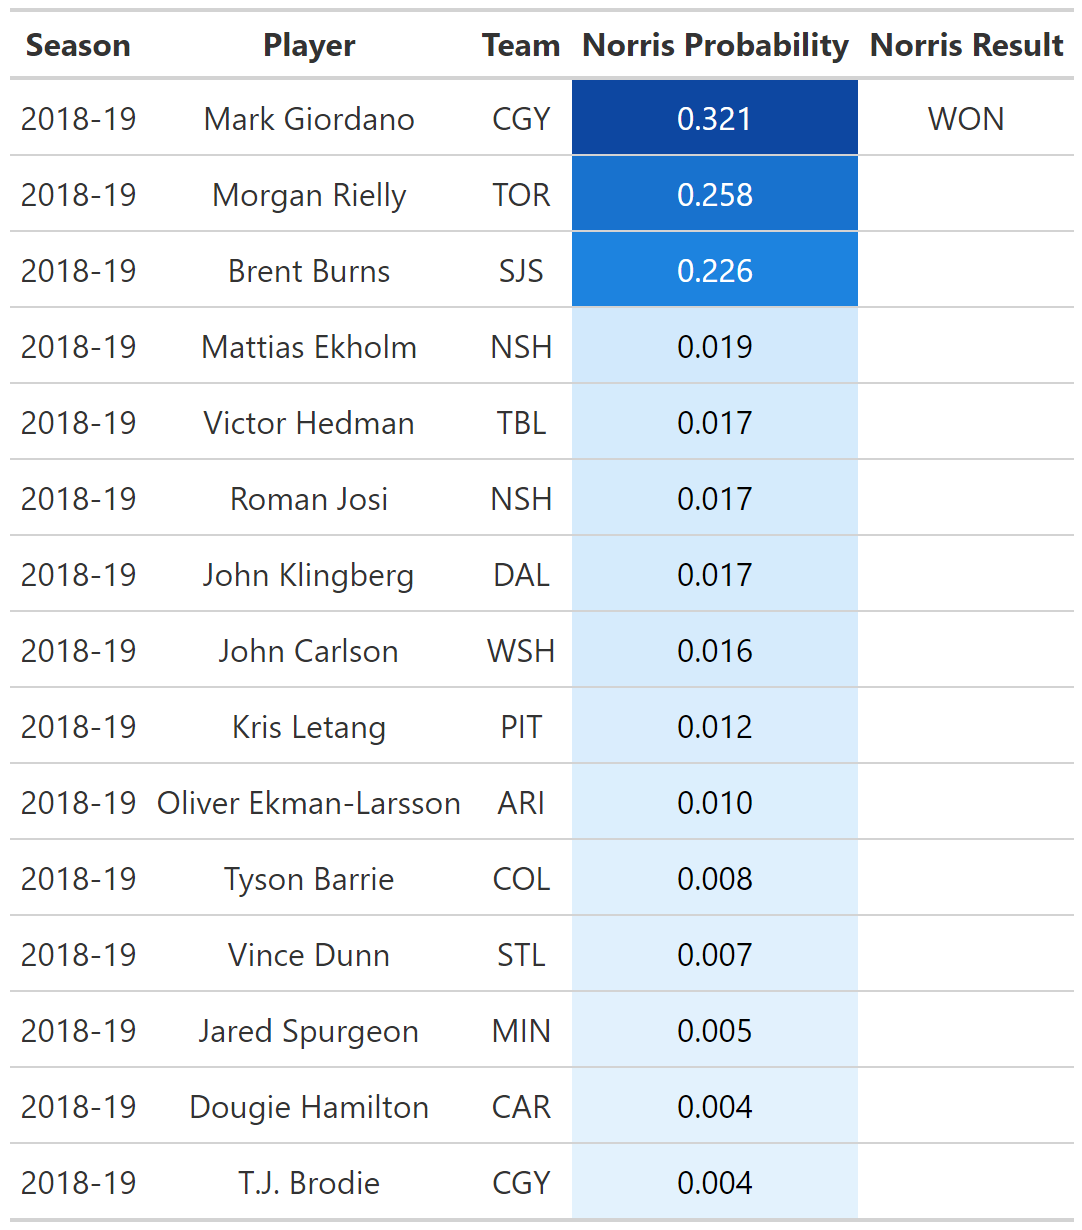 Season Player Team Norris Probability Norris Result
2018-19 Mark Giordano CGY 0.321 WON
2018-19 Morgan Rielly TOR 0.258
2018-19 Brent Burns SJS 0.226
2018-19 Mattias Ekholm NSH 0.019
2018-19 Victor Hedman TBL 0.017
2018-19 Roman Josi NSH 0.017
2018-19 John Klingberg DAL 0.017
2018-19 John Carlson WSH 0.016
2018-19 Kris Letang PIT 0.012
2018-19 Oliver Ekman-Larsson ARI 0.010
2018-19 Tyson Barrie COL 0.008
2018-19 Vince Dunn STL 0.007
2018-19 Jared Spurgeon MIN 0.005
2018-19 Dougie Hamilton CAR 0.004
2018-19 T.J. Brodie CGY 0.004